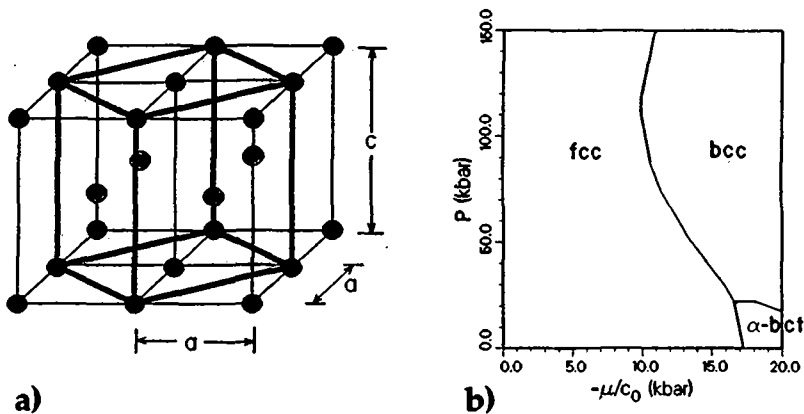 c
a
a
a)
P (kbar)
150.0
100.0
50.0
0.0
fcc
bcc
α-bct
0.0
5.0
10.0
15.0
20.0
-μ/c₀ (kbar)
b)